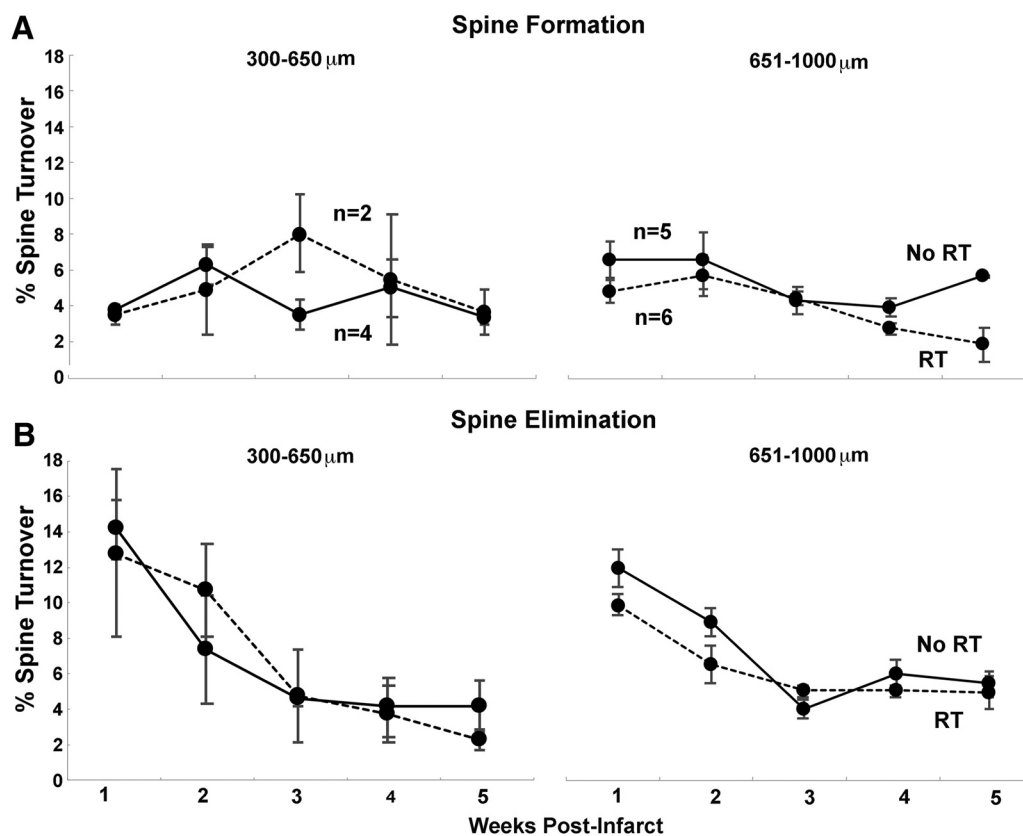 A
Spine Formation
300-650 μm
651-1000 μm
% Spine Turnover
18
16
14
12
10
8
6
4
2
0
n=2
n=4
n=5
n=6
No RT
RT
B
Spine Elimination
300-650 μm
651-1000 μm
% Spine Turnover
18
16
14
12
10
8
6
4
2
0
No RT
RT
1 2 3 4 5
1 2 3 4 5
Weeks Post-Infarct